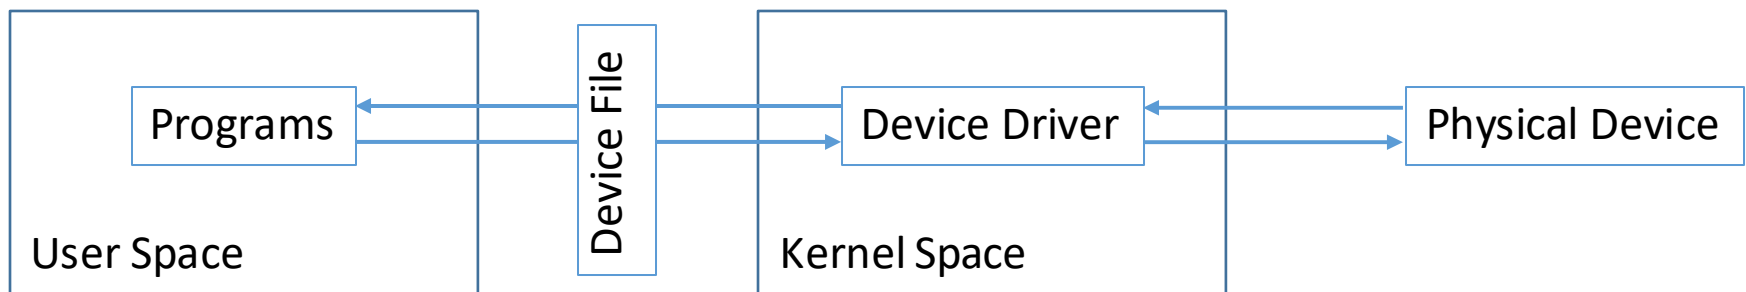 Programs
User Space
Device File
Device Driver
Kernel Space
Physical Device